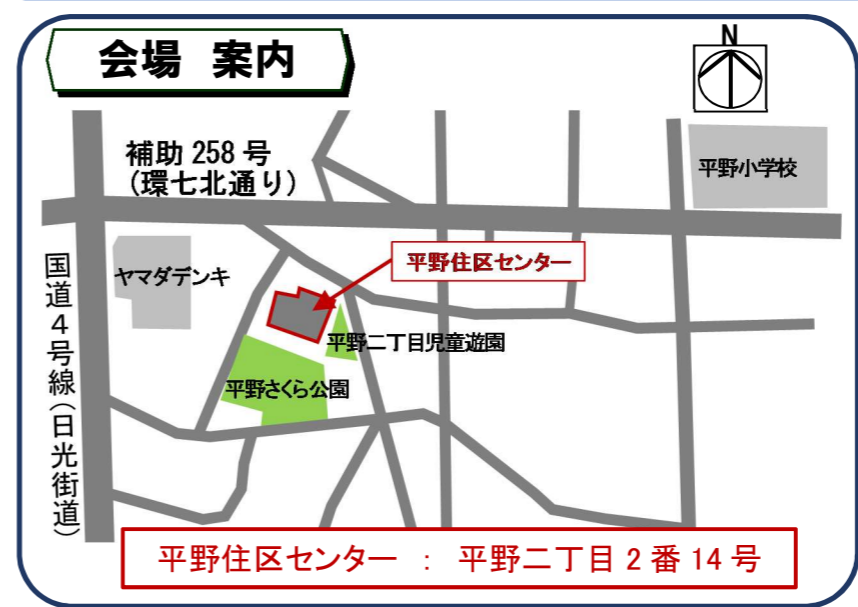 会場 案内
N
補助 258 号
(環七北通り)
平野小学校
平野住区センター
ヤマダデンキ
国道4号線(日光街道)
平野二丁目児童遊園
平野さくら公園
平野住区センター : 平野二丁目 2 番 14 号